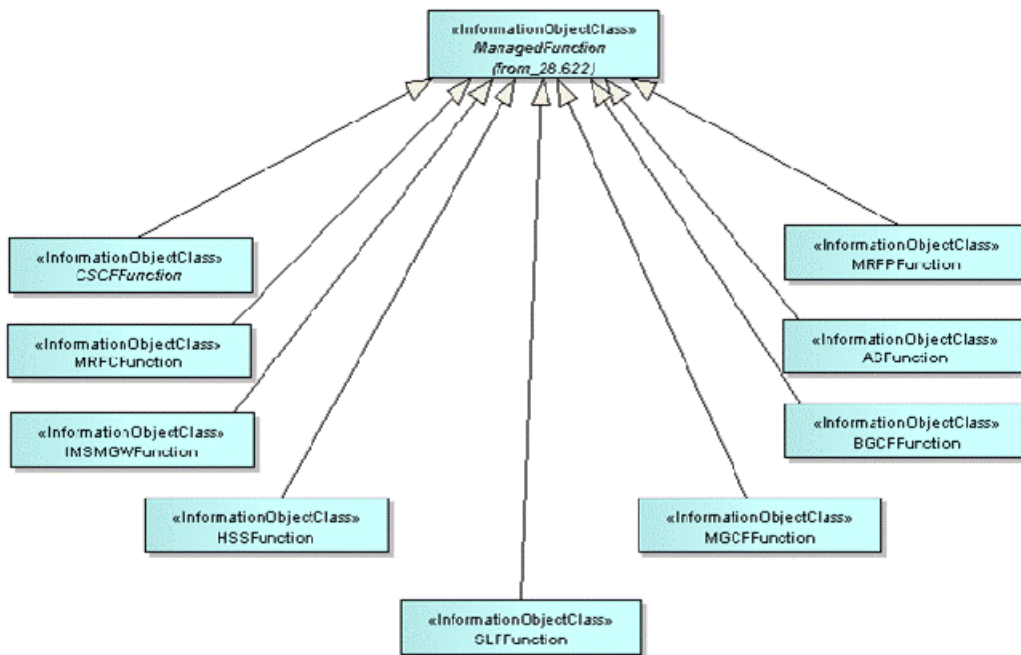 «InformationObjectClass»
ManagedFunction
(from_28.622)
«InformationObjectClass»
CSCFFunction
«InformationObjectClass»
MRFPFunction
«InformationObjectClass»
MRFCFunction
«InformationObjectClass»
ASFunction
«InformationObjectClass»
IMSMGWFunction
«InformationObjectClass»
BGCFFunction
«InformationObjectClass»
HSSFunction
«InformationObjectClass»
MGCFFunction
«InformationObjectClass»
SLFFunction